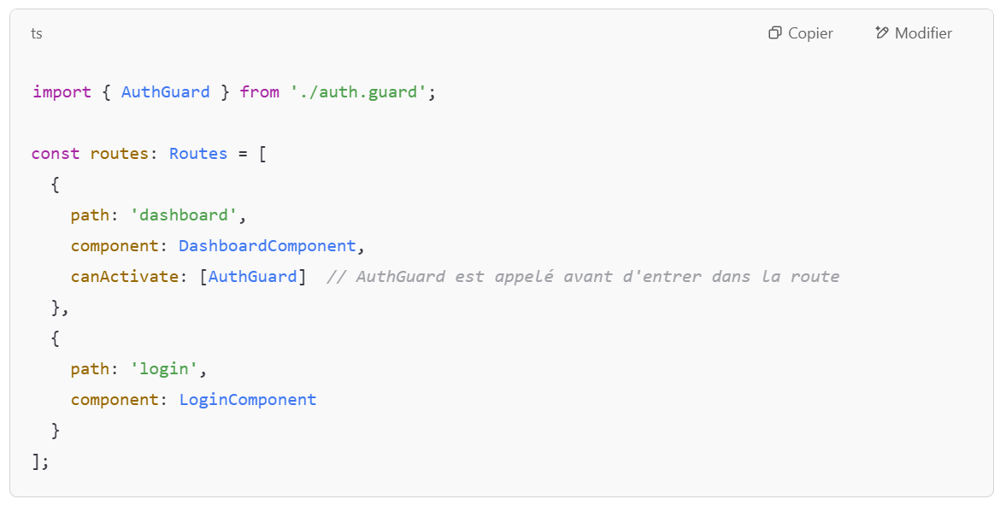 ts
Copier
Modifier
import { AuthGuard } from './auth.guard';
const routes: Routes = [
  {
    path: 'dashboard',
    component: DashboardComponent,
    canActivate: [AuthGuard]  // AuthGuard est appelé avant d'entrer dans la route
  },
  {
    path: 'login',
    component: LoginComponent
  }
];